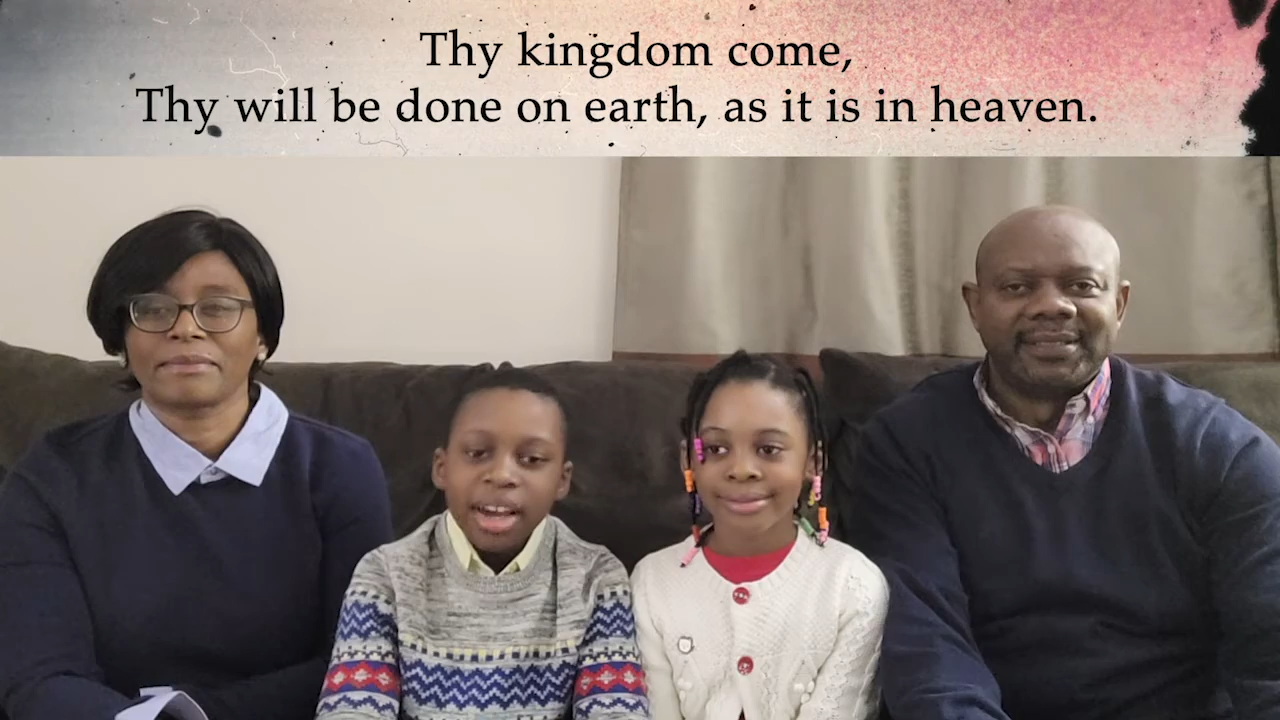 Thy kingdom come,
Thy will be done on earth, as it is in heaven.